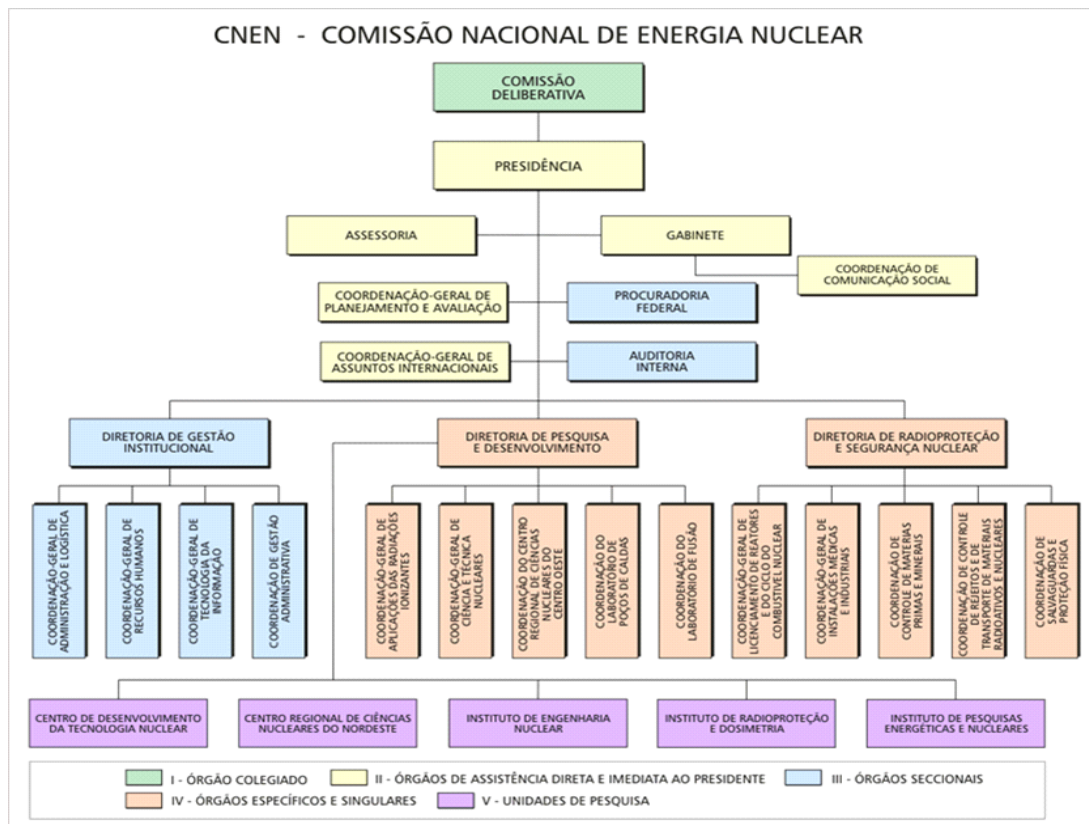 CNEN - COMISSÃO NACIONAL DE ENERGIA NUCLEAR
COMISSÃO
DELIBERATIVA
PRESIDÊNCIA
ASSESSORIA
GABINETE
COORDENAÇÃO DE
COMUNICAÇÃO SOCIAL
COORDENAÇÃO-GERAL DE
PLANEJAMENTO E AVALIAÇÃO
PROCURADORIA
FEDERAL
COORDENAÇÃO-GERAL DE
ASSUNTOS INTERNACIONAIS
AUDITORIA
INTERNA
DIRETORIA DE GESTÃO
INSTITUCIONAL
DIRETORIA DE PESQUISA
E DESENVOLVIMENTO
DIRETORIA DE RADIOPROTEÇÃO
E SEGURANÇA NUCLEAR
COORDENAÇÃO-GERAL DE
ADMINISTRAÇÃO E LOGÍSTICA
COORDENAÇÃO-GERAL DE
RECURSOS HUMANOS
COORDENAÇÃO-GERAL DE
TECNOLOGIA DA
INFORMAÇÃO
COORDENAÇÃO DE GESTÃO
ADMINISTRATIVA
COORDENAÇÃO-GERAL DE
APLICAÇÕES DAS RADIAÇÕES
IONIZANTES
COORDENAÇÃO-GERAL DE
CIÊNCIA E TÉCNICA
NUCLEARES
COORDENAÇÃO DO CENTRO
REGIONAL DE CIÊNCIAS
NUCLEARES DO
CENTRO OESTE
COORDENAÇÃO DO
LABORATÓRIO DE
POÇOS DE CALDAS
COORDENAÇÃO DO
LABORATÓRIO DE FUSÃO
COORDENAÇÃO-GERAL DE
LICENCIAMENTO DE REATORES
E DO CICLO DO
COMBUSTÍVEL NUCLEAR
COORDENAÇÃO-GERAL DE
INSTALAÇÕES MÉDICAS
E INDUSTRIAIS
COORDENAÇÃO DE
CONTROLE DE MATERIAS
PRIMAS E MINERAIS
COORDENAÇÃO DE CONTROLE
DE REJEITOS E DE
TRANSPORTE DE MATERIAIS
RADIOATIVOS E NUCLEARES
COORDENAÇÃO DE
SALVAGUARDAS E
PROTEÇÃO FÍSICA
CENTRO DE DESENVOLVIMENTO
DA TECNOLOGIA NUCLEAR
CENTRO REGIONAL DE CIÊNCIAS
NUCLEARES DO NORDESTE
INSTITUTO DE ENGENHARIA
NUCLEAR
INSTITUTO DE RADIOPROTEÇÃO
E DOSIMETRIA
INSTITUTO DE PESQUISAS
ENERGÉTICAS E NUCLEARES
I - ÓRGÃO COLEGIADO
II - ÓRGÃOS DE ASSISTÊNCIA DIRETA E IMEDIATA AO PRESIDENTE
III - ÓRGÃOS SECCIONAIS
IV - ÓRGÃOS ESPECÍFICOS E SINGULARES
V - UNIDADES DE PESQUISA